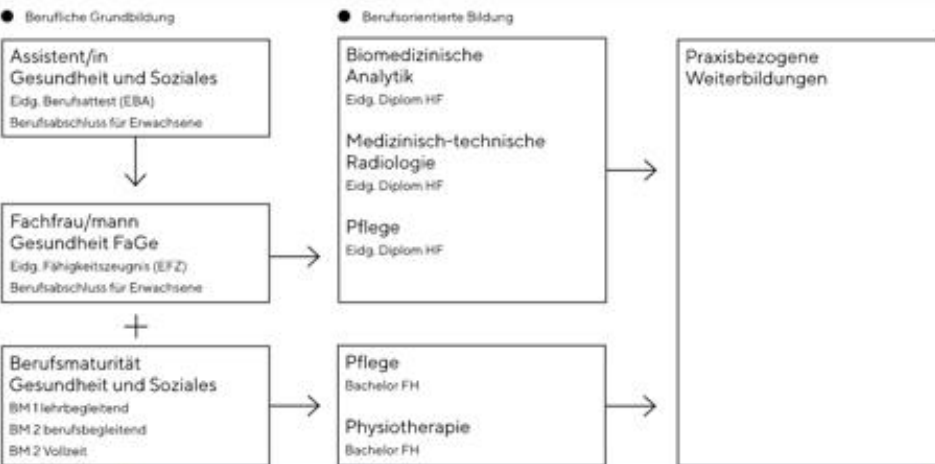 Berufliche Grundbildung
Assistent/in
Gesundheit und Soziales
Eidg. Berufsattest (EBA)
Berufsabschluss für Erwachsene
Fachfrau/mann
Gesundheit FaGe
Eidg. Fähigkeitszeugnis (EFZ)
Berufsabschluss für Erwachsene
+
Berufsmaturität
Gesundheit und Soziales
BM 1 lehrbegleitend
BM 2 berufsbegleitend
BM 2 Vollzeit
Berufsorientierte Bildung
Biomedizinische
Analytik
Eidg. Diplom HF
Medizinisch-technische
Radiologie
Eidg. Diplom HF
Pflege
Eidg. Diplom HF
Pflege
Bachelor FH
Physiotherapie
Bachelor FH
Praxisbezogene
Weiterbildungen